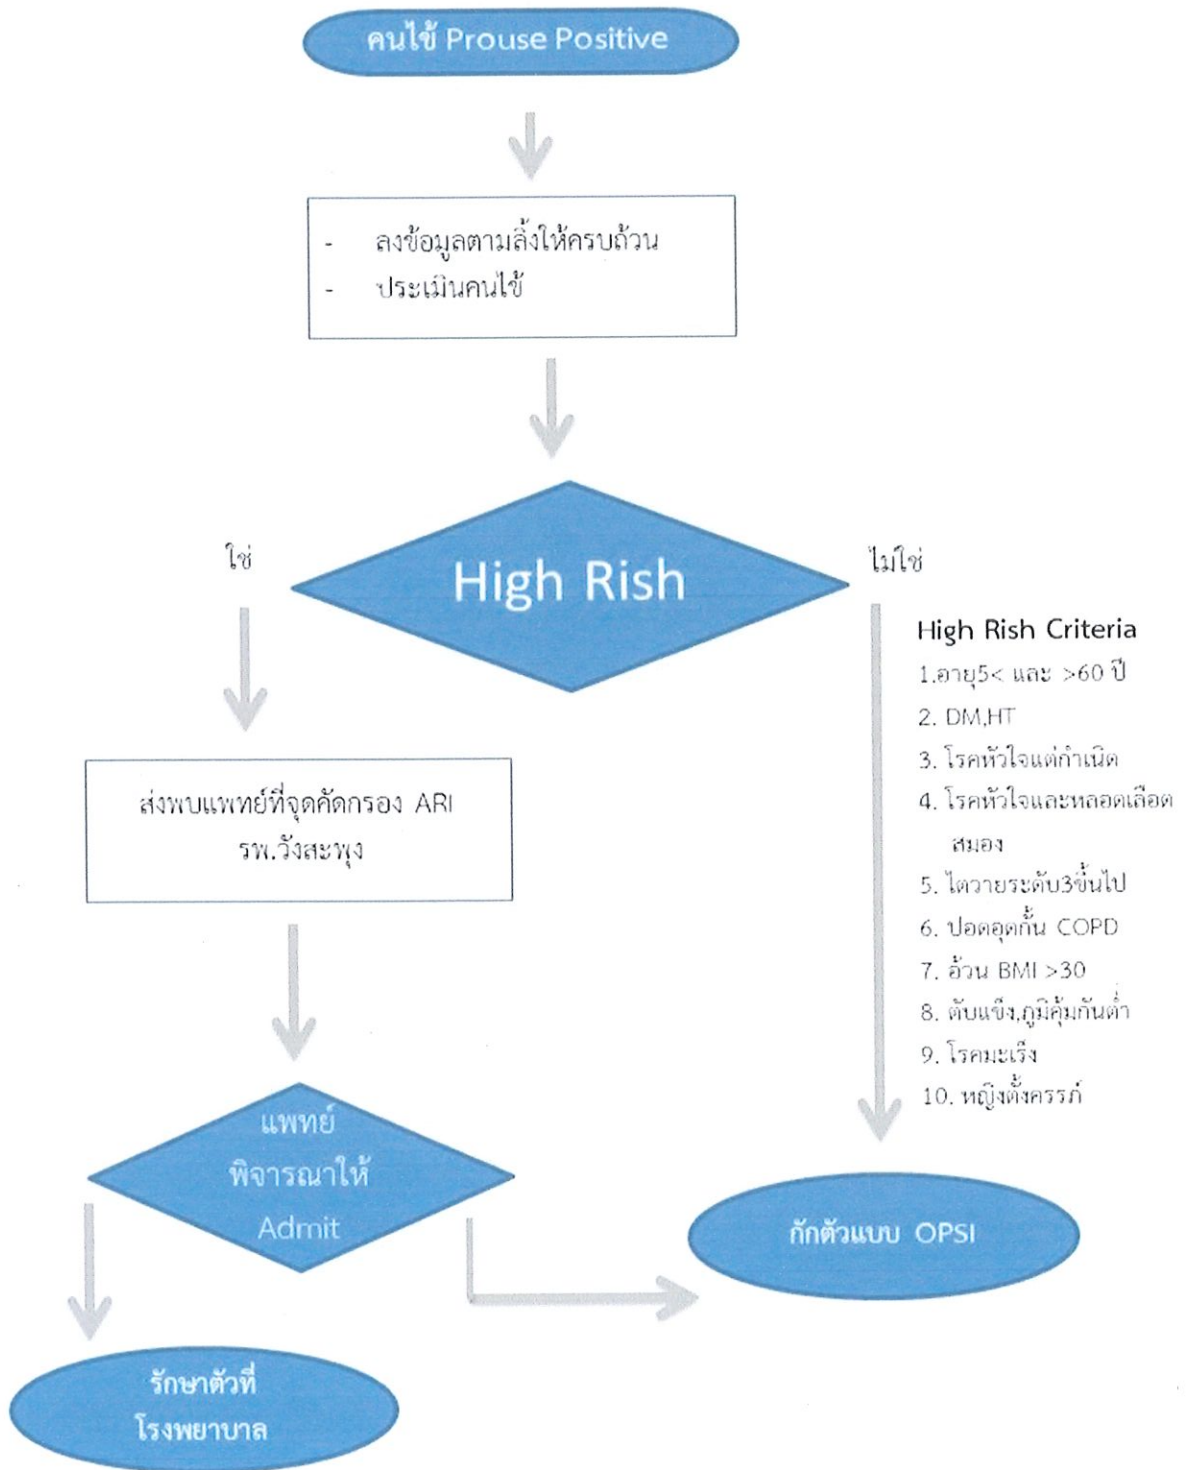 คนไข้ Prouse Positive
- ลงข้อมูลตามลิ้งให้ครบถ้วน
- ประเมินคนไข้
High Rish
ใช่
ไม่ใช่
High Rish Criteria
1.อายุ5< และ >60 ปี
2. DM,HT
3. โรคหัวใจแต่กำเนิด
4. โรคหัวใจและหลอดเลือด
สมอง
5. ไตวายระดับ3ขึ้นไป
6. ปอดอุดกั้น COPD
7. อ้วน BMI >30
8. ตับแข็ง,ภูมิคุ้มกันต่ำ
9. โรคมะเร็ง
10. หญิงตั้งครรภ์
ส่งพบแพทย์ที่จุดคัดกรอง ARI
รพ.วังสะพุง
แพทย์
พิจารณาให้
Admit
กักตัวแบบ OPSI
รักษาตัวที่
โรงพยาบาล